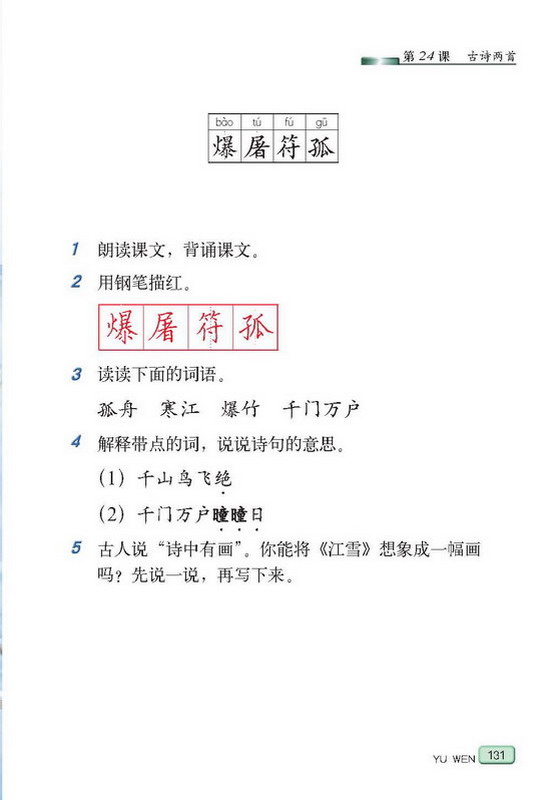 第24课 古诗两首
bào tú fú gū
爆屠符孤
1 朗读课文，背诵课文。
2 用钢笔描红。
爆屠符孤
3 读读下面的词语。
孤舟 寒江 爆竹 千门万户
4 解释带点的词，说说诗句的意思。
(1) 千山鸟飞绝
(2) 千门万户曈曈日
5 古人说“诗中有画”。你能将《江雪》想象成一幅画
吗？先说一说，再写下来。
YU WEN 131